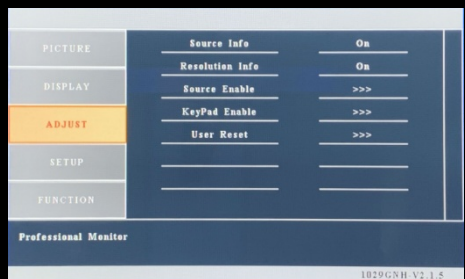 PICTURE
Source Info On
Resolution Info On
DISPLAY
Source Enable >>>
KeyPad Enable >>>
ADJUST
User Reset >>>
SETUP
FUNCTION
Professional Monitor
1B29GNH-V2.1.5